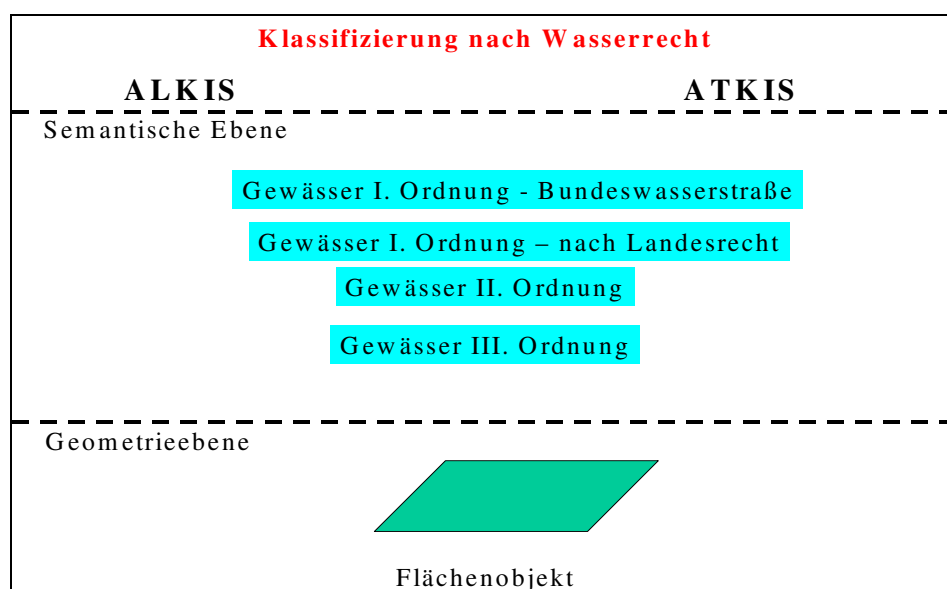 Klassifizierung nach Wasserrecht
ALKIS ATKIS
Semantische Ebene
Gewässer I. Ordnung - Bundeswasserstraße
Gewässer I. Ordnung – nach Landesrecht
Gewässer II. Ordnung
Gewässer III. Ordnung
Geometrieebene
Flächenobjekt